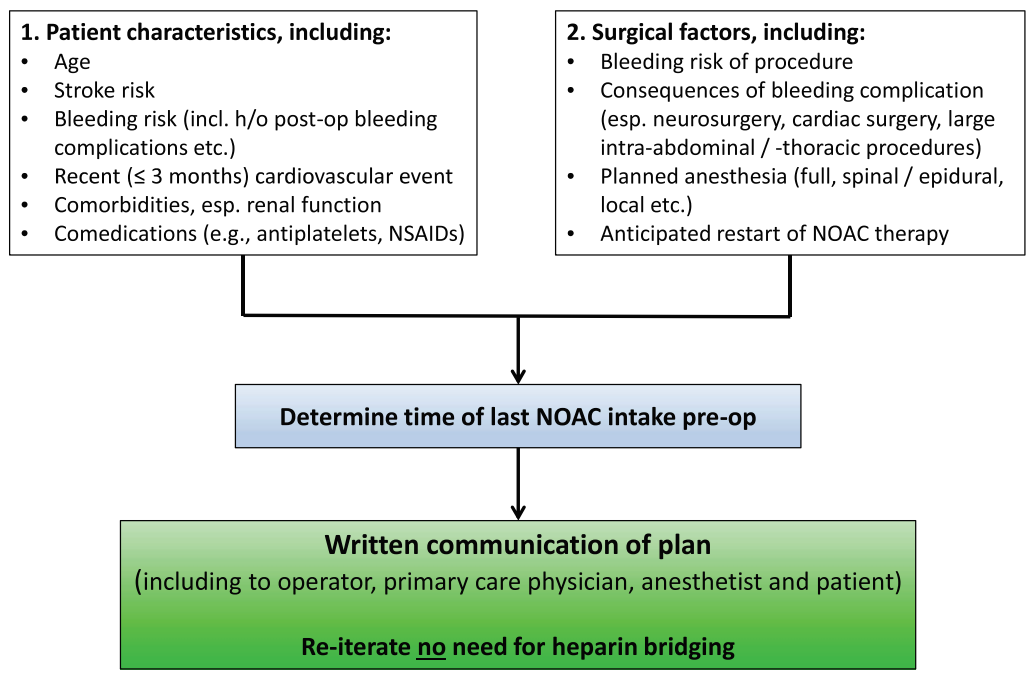 1. Patient characteristics, including:
• Age
• Stroke risk
• Bleeding risk (incl. h/o post-op bleeding
complications etc.)
• Recent (≤ 3 months) cardiovascular event
• Comorbidities, esp. renal function
• Comedications (e.g., antiplatelets, NSAIDs)
2. Surgical factors, including:
• Bleeding risk of procedure
• Consequences of bleeding complication
(esp. neurosurgery, cardiac surgery, large
intra-abdominal / -thoracic procedures)
• Planned anesthesia (full, spinal / epidural,
local etc.)
• Anticipated restart of NOAC therapy
Determine time of last NOAC intake pre-op
Written communication of plan
(including to operator, primary care physician, anesthetist and patient)
Re-iterate no need for heparin bridging